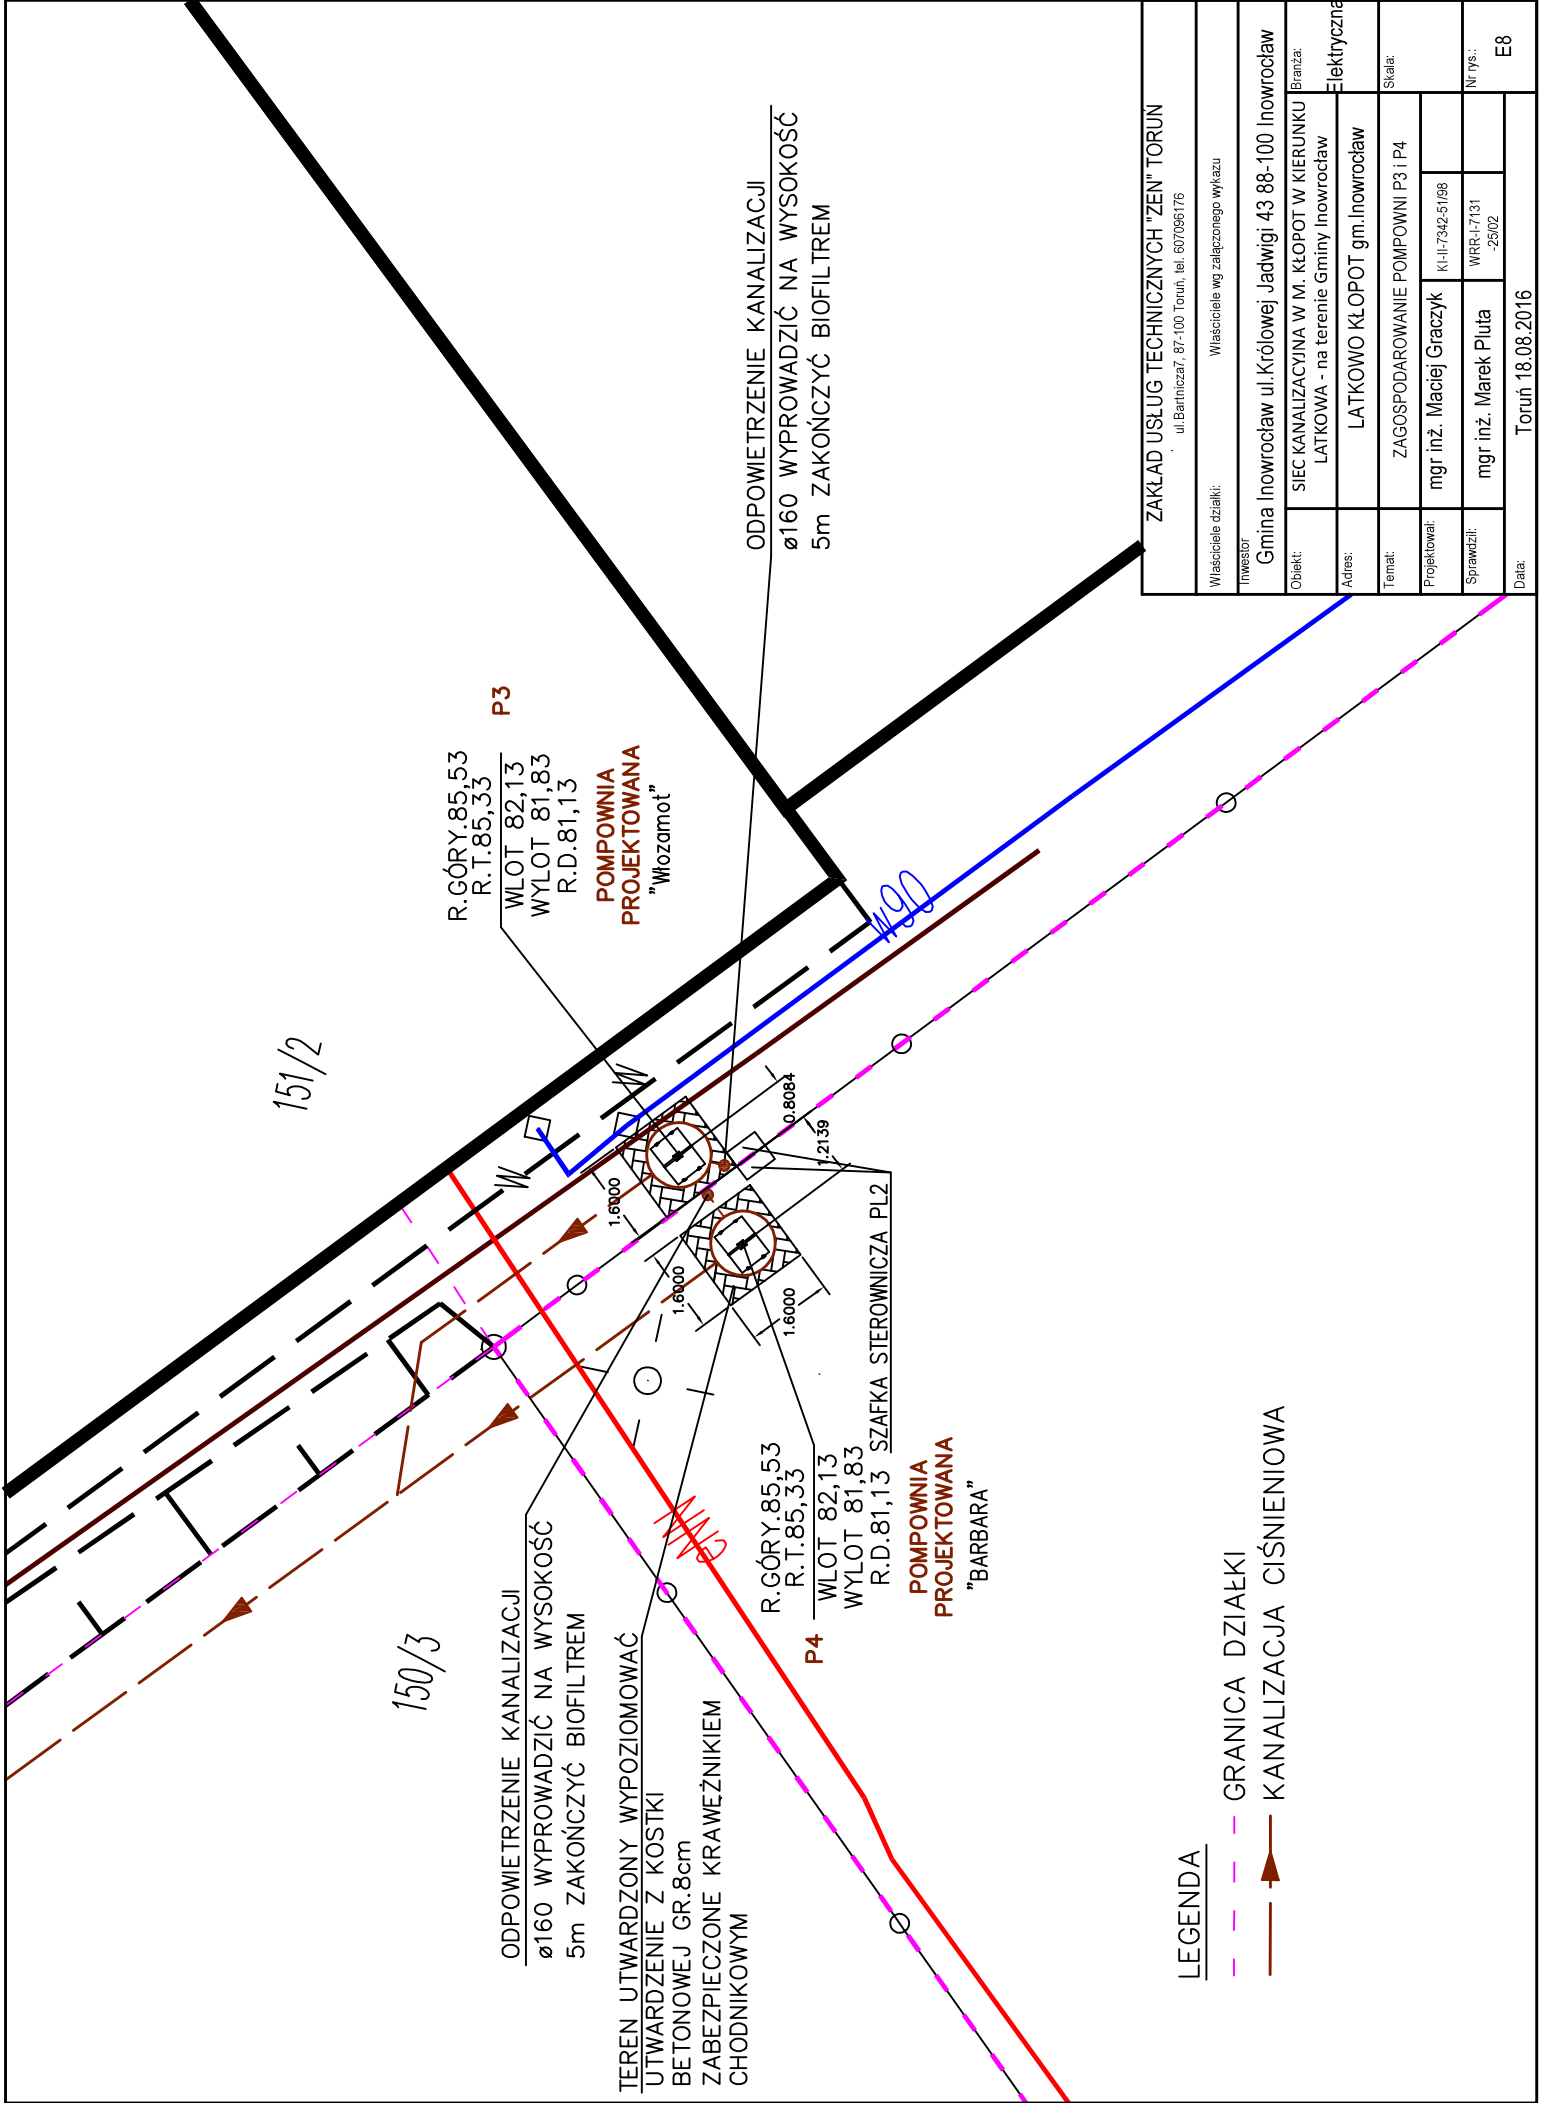 151/2
150/3
R.GÓRY.85,53
R.T.85,33
P3
WLOT 82,13
WYLOT 81,83
R.D.81,13
POMPOWNIA
PROJEKTOWANA
"Włozamot"
ODPOWIETRZENIE KANALIZACJI
ø160 WYPROWADZIĆ NA WYSOKOŚĆ
5m ZAKOŃCZYĆ BIOFILTREM
W
W
w90
1.6000
0.8084
1.2139
1.6000
1.6000
SZAFKA STEROWNICZA PL2
ODPOWIETRZENIE KANALIZACJI
ø160 WYPROWADZIĆ NA WYSOKOŚĆ
5m ZAKOŃCZYĆ BIOFILTREM
TEREN UTWARDZONY WYPOZIOMOWAĆ
UTWARDZENIE Z KOSTKI
BETONOWEJ GR.8cm
ZABEZPIECZONE KRAWĘŻNIKIEM
CHODNIKOWYM
R.GÓRY.85,53
R.T.85,33
P4
WLOT 82,13
WYLOT 81,83
R.D.81,13
POMPOWNIA
PROJEKTOWANA
"BARBARA"
LEGENDA
GRANICA DZIAŁKI
KANALIZACJA CIŚNIENIOWA
ZAKŁAD USŁUG TECHNICZNYCH "ZEN" TORUŃ
ul.Bartnicza7, 87-100 Toruń, tel. 607096176
Właściciele działki: Właściciele wg załączonego wykazu
Inwestor
Gmina Inowrocław ul.Królowej Jadwigi 43 88-100 Inowrocław
Obiekt: SIEC KANALIZACYJNA W M. KŁOPOT W KIERUNKU
LATKOWA - na terenie Gminy Inowrocław
Branża: Elektryczna
Adres: LATKOWO KŁOPOT gm.Inowrocław
Temat: ZAGOSPODAROWANIE POMPOWNI P3 i P4
Skala:
Projektował: mgr inż. Maciej Graczyk KI-II-7342-51/98
Sprawdził: mgr inż. Marek Pluta WRR-I-7131
-25/02
Nr rys.: E8
Data: Toruń 18.08.2016